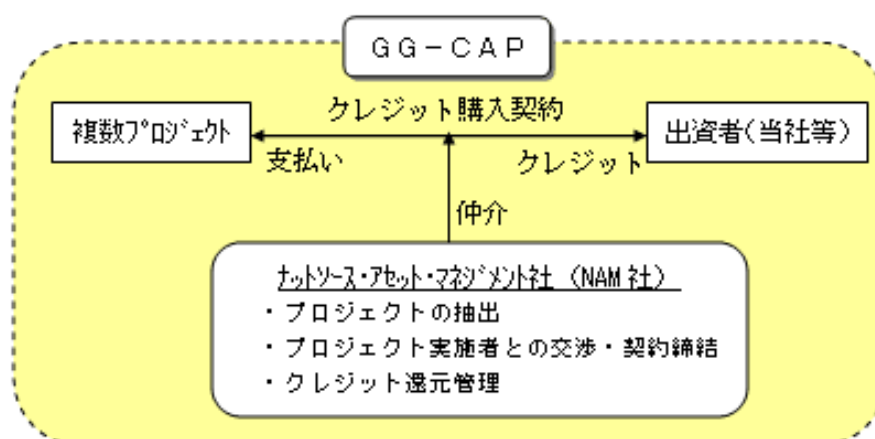 ＧＧ－ＣＡＰ
クレジット購入契約
複数ﾌﾟﾛｼﾞｪｸﾄ
出資者(当社等)
支払い
クレジット
仲介
ﾅｯﾄｿｰｽ・ｱｾｯﾄ・ﾏﾈｼﾞﾒﾝﾄ社 （NAM社）
・プロジェクトの抽出
・プロジェクト実施者との交渉・契約締結
・クレジット還元管理